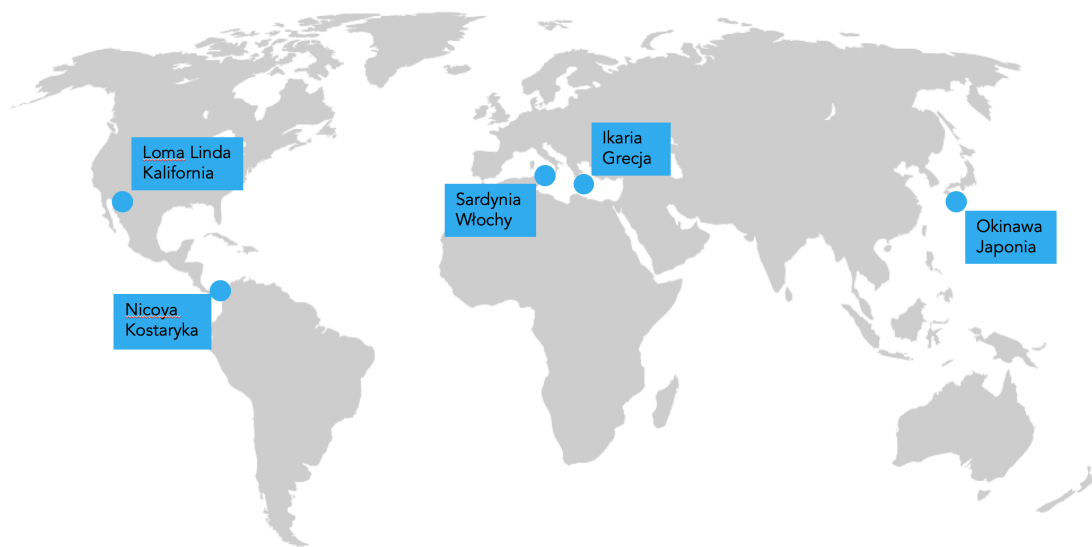 Loma Linda
Kalifornia
Ikaria
Grecja
Sardynia
Włochy
Okinawa
Japonia
Nicoya
Kostaryka